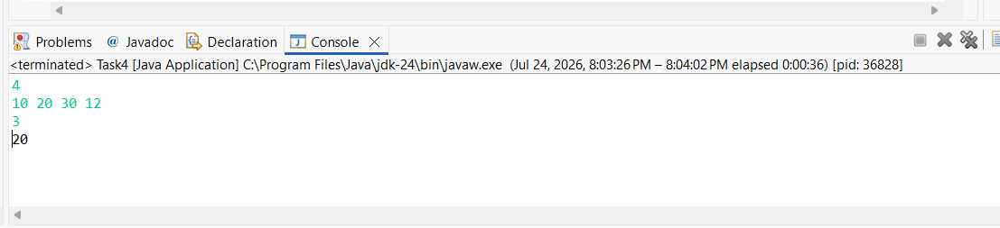 Problems @ Javadoc Declaration Console
<terminated> Task4 [Java Application] C:\Program Files\Java\jdk-24\bin\javaw.exe (Jul 24, 2026, 8:03:26 PM – 8:04:02 PM elapsed 0:00:36) [pid: 36828]
4
10 20 30 12
3
20